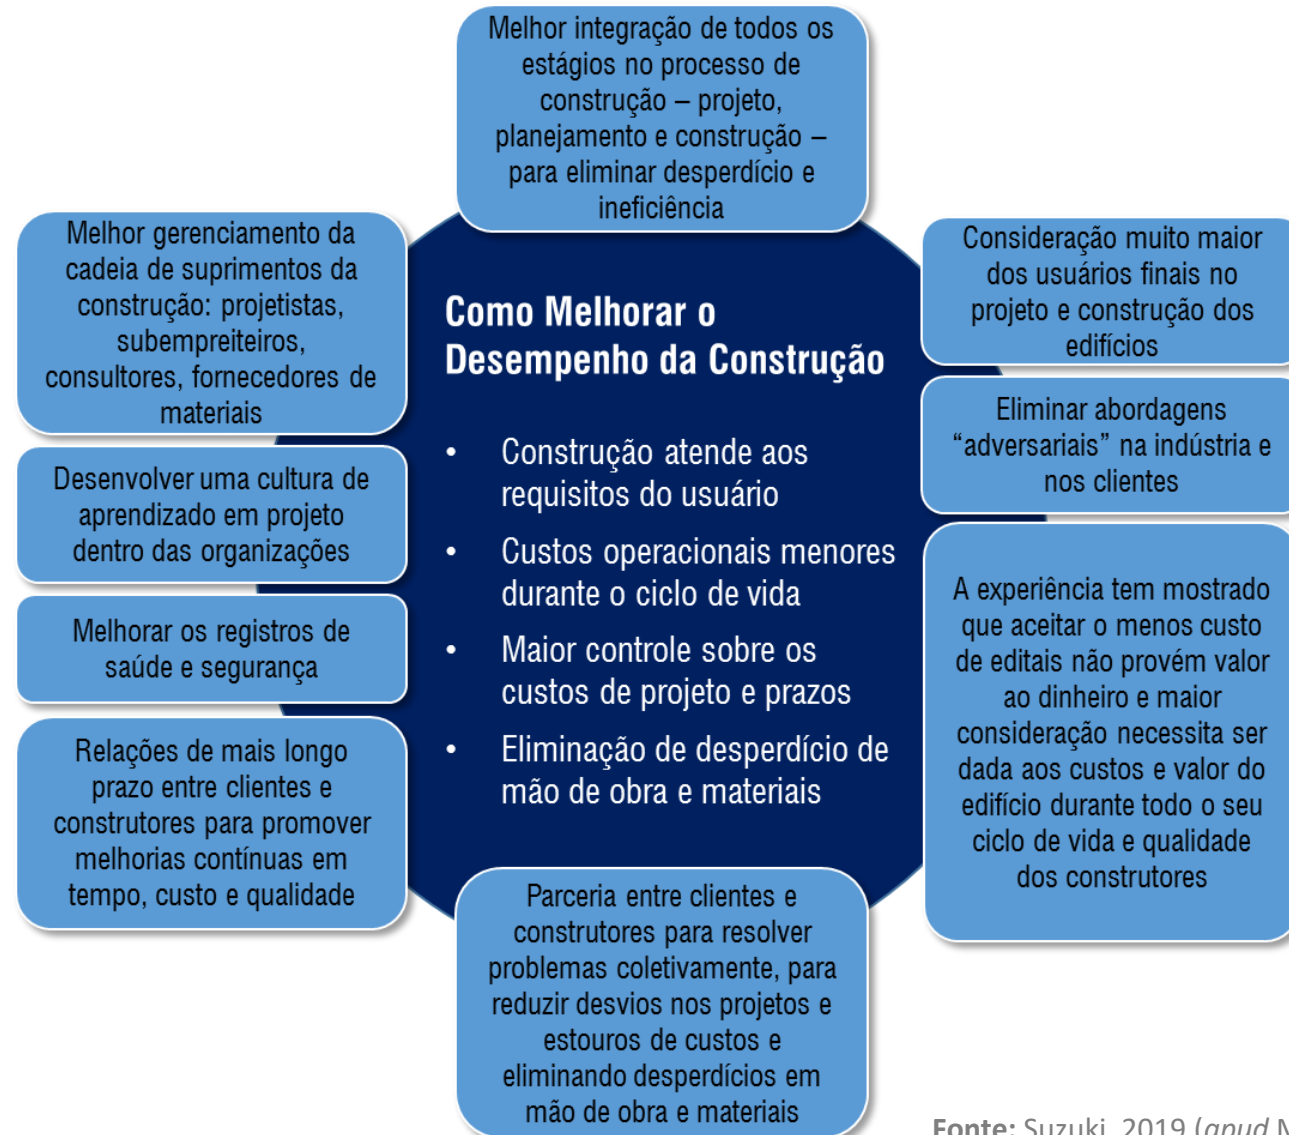 Melhor integração de todos os
estágios no processo de
construção – projeto,
planejamento e construção –
para eliminar desperdício e
ineficiência
Melhor gerenciamento da
cadeia de suprimentos da
construção: projetistas,
subempreiteiros,
consultores, fornecedores de
materiais
Desenvolver uma cultura de
aprendizado em projeto
dentro das organizações
Melhorar os registros de
saúde e segurança
Relações de mais longo
prazo entre clientes e
construtores para promover
melhorias contínuas em
tempo, custo e qualidade
Como Melhorar o
Desempenho da Construção
• Construção atende aos
requisitos do usuário
• Custos operacionais menores
durante o ciclo de vida
• Maior controle sobre os
custos de projeto e prazos
• Eliminação de desperdício de
mão de obra e materiais
Consideração muito maior
dos usuários finais no
projeto e construção dos
edifícios
Eliminar abordagens
“adversariais” na indústria e
nos clientes
A experiência tem mostrado
que aceitar o menos custo
de editais não provém valor
ao dinheiro e maior
consideração necessita ser
dada aos custos e valor do
edifício durante todo o seu
ciclo de vida e qualidade
dos construtores
Parceria entre clientes e
construtores para resolver
problemas coletivamente, para
reduzir desvios nos projetos e
estouros de custos e
eliminando desperdícios em
mão de obra e materiais
Fonte: Suzuki, 2019 (apud